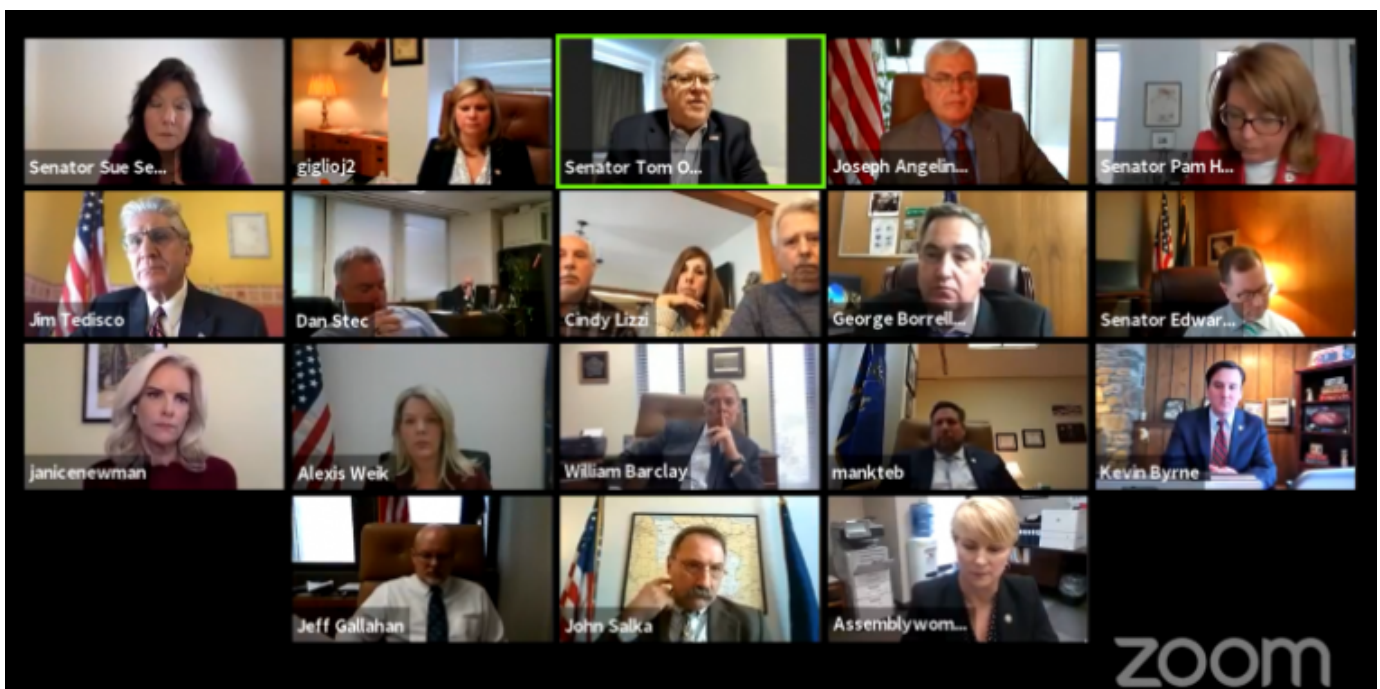 Senator Sue Se...
giglioj2
Senator Tom O...
Joseph Angelin...
Senator Pam H...
Jim Tedisco
Dan Stec
Cindy Lizzi
George Borrell...
Senator Edwar...
janicenewman
Alexis Weik
William Barclay
mankteb
Kevin Byrne
Jeff Gallahan
John Salka
Assemblywom...
zoom